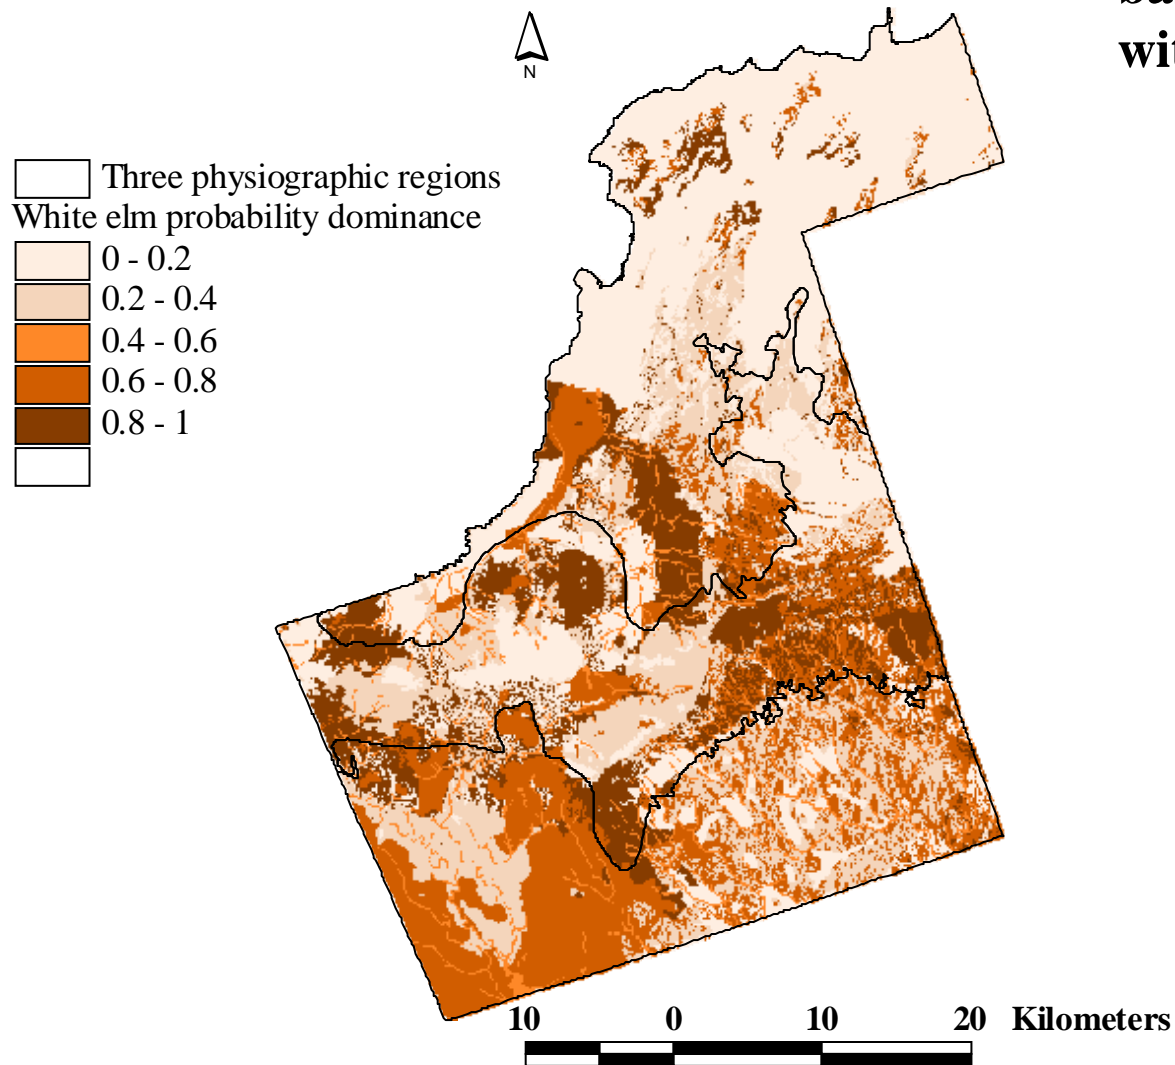 wit
N
Three physiographic regions
White elm probability dominance
0 - 0.2
0.2 - 0.4
0.4 - 0.6
0.6 - 0.8
0.8 - 1
10 0 10 20 Kilometers